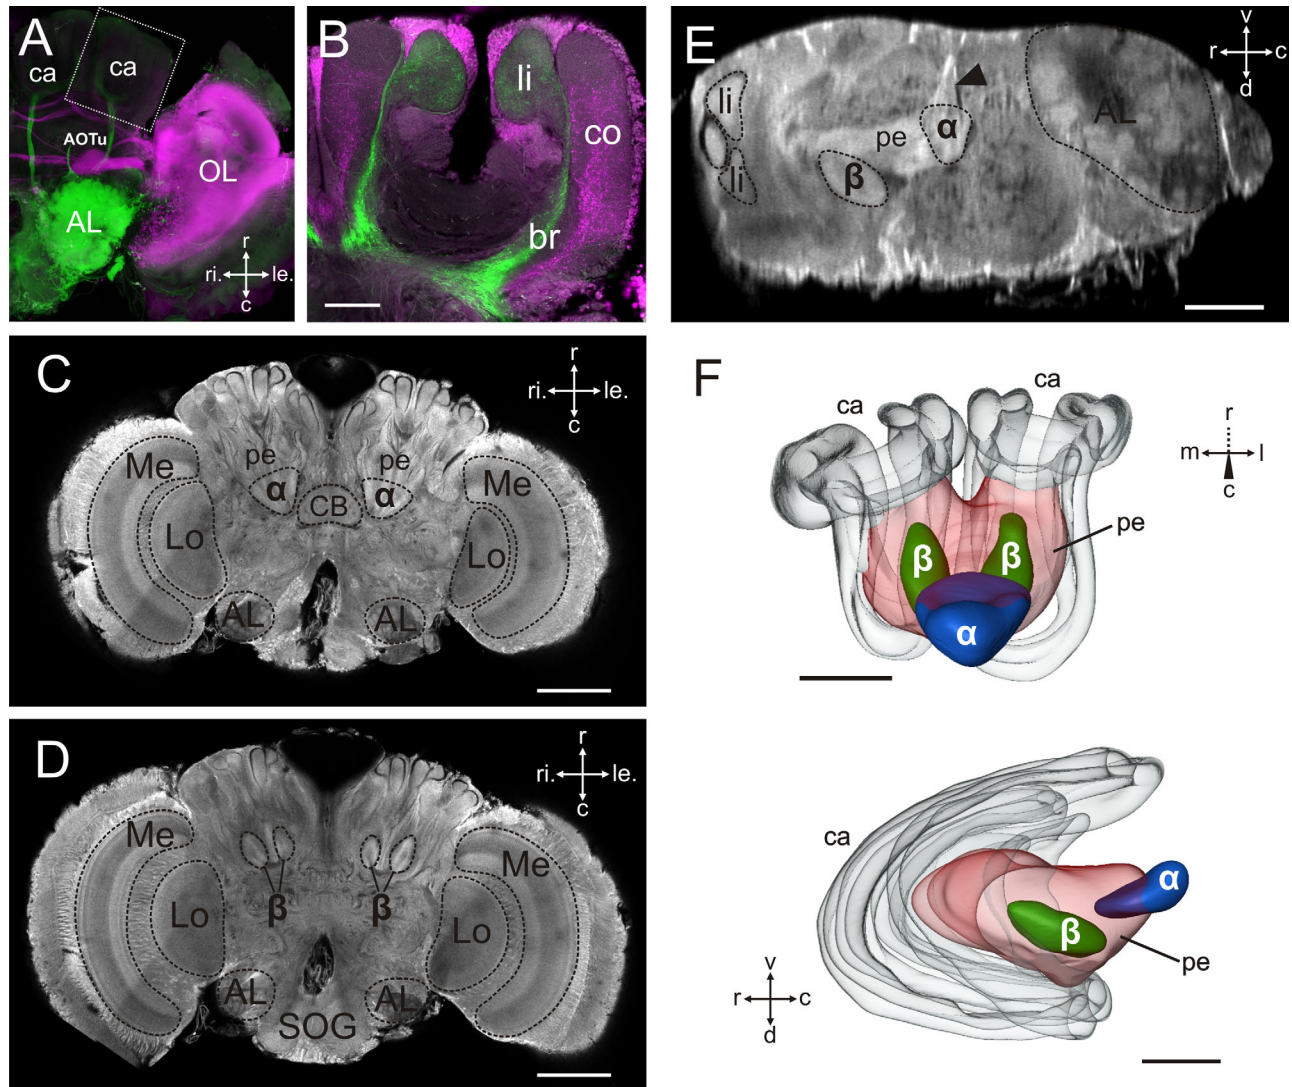 A
ca
ca
AOTu
OL
AL
r
ri.
le.
c
B
li
co
br
C
r
ri.
le.
c
Me
pe
pe
Me
α
α
CB
Lo
Lo
AL
AL
D
r
ri.
le.
c
Me
Me
Lo
β
β
Lo
AL
AL
SOG
E
v
r
c
d
li
AL
α
pe
β
li
F
ca
ca
r
m
l
c
pe
β
β
α
ca
α
β
pe
v
r
c
d